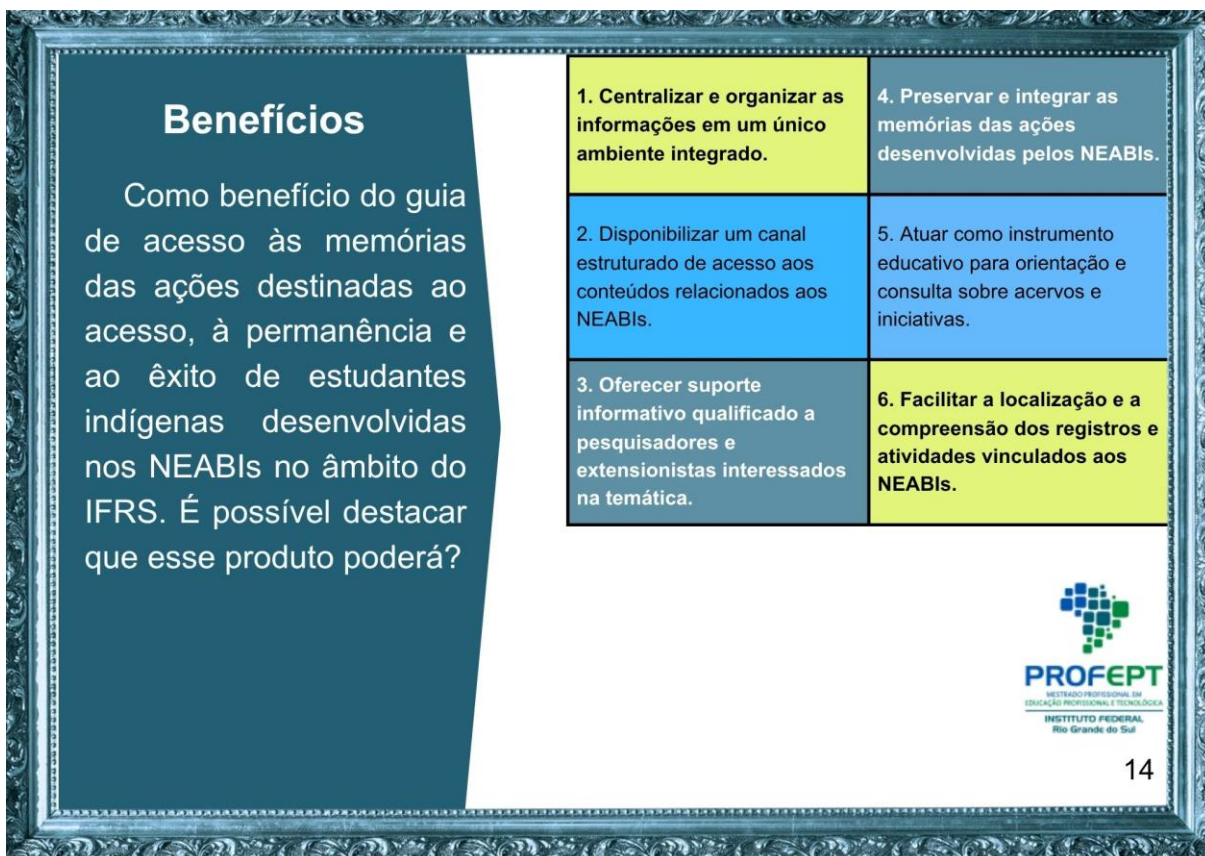 Benefícios
Como benefício do guia
de acesso às memórias
das ações destinadas ao
acesso, à permanência e
ao êxito de estudantes
indígenas desenvolvidas
nos NEABIs no âmbito do
IFRS. É possível destacar
que esse produto poderá?
1. Centralizar e organizar as
informações em um único
ambiente integrado.
4. Preservar e integrar as
memórias das ações
desenvolvidas pelos NEABIs.
2. Disponibilizar um canal
estruturado de acesso aos
conteúdos relacionados aos
NEABIs.
5. Atuar como instrumento
educativo para orientação e
consulta sobre acervos e
iniciativas.
3. Oferecer suporte
informativo qualificado a
pesquisadores e
extensionistas interessados
na temática.
6. Facilitar a localização e a
compreensão dos registros e
atividades vinculados aos
NEABIs.
PROFEPT
MESTRADO PROFISSIONAL EM
EDUCAÇÃO PROFISSIONAL E TECNOLÓGICA
INSTITUTO FEDERAL
Rio Grande do Sul
14